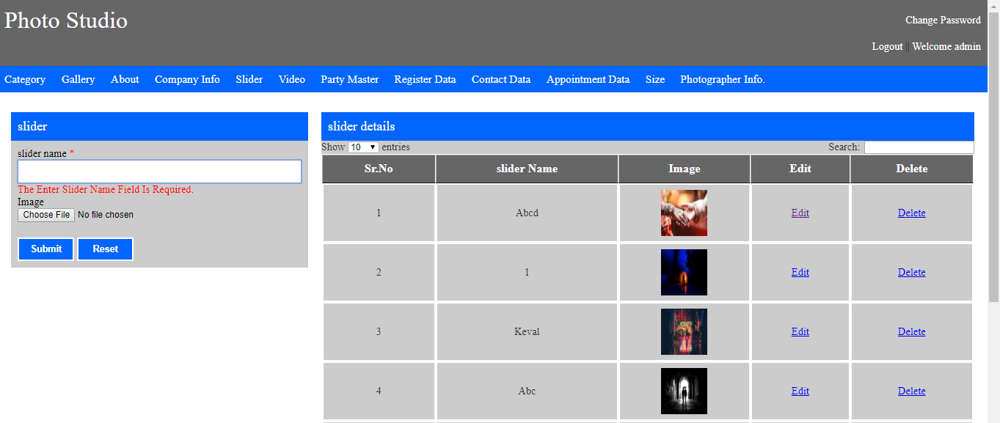 Photo Studio
Change Password
Logout || Welcome admin
Category Gallery About Company Info Slider Video Party Master Register Data Contact Data Appointment Data Size Photographer Info.
slider
slider name *
The Enter Slider Name Field Is Required.
Image
Choose File No file chosen
Submit Reset
slider details
Show 10 entries Search:
Sr.No slider Name Image Edit Delete
1 Abcd Edit Delete
2 1 Edit Delete
3 Keval Edit Delete
4 Abc Edit Delete